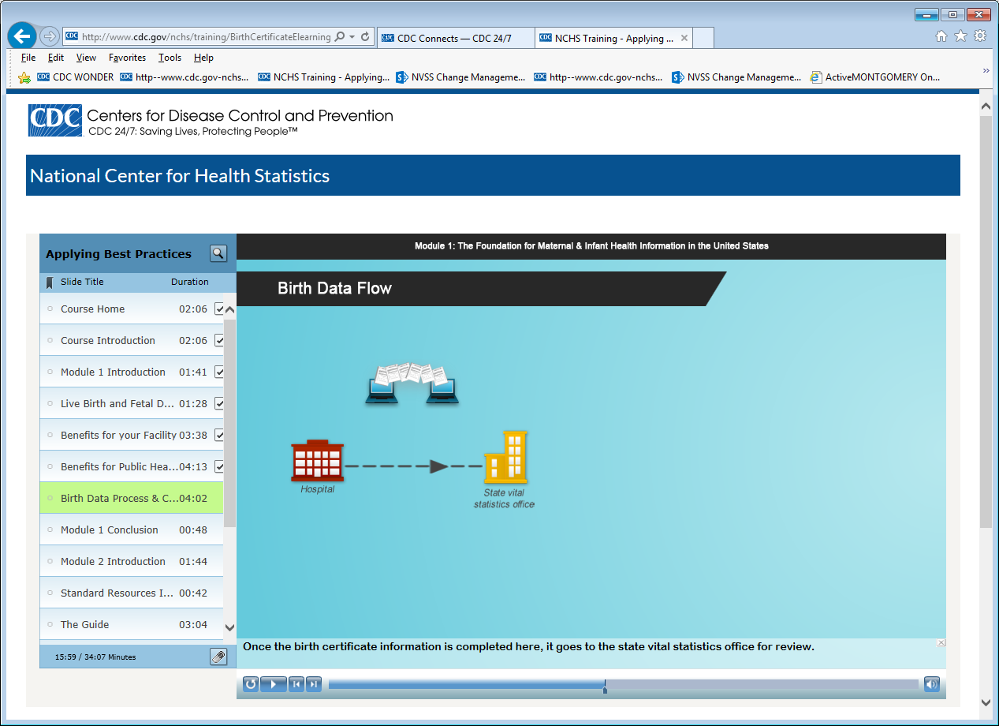 http://www.cdc.gov/nchs/training/BirthCertificateElearning
CDC Connects — CDC 24/7
NCHS Training - Applying ...
File Edit View Favorites Tools Help
CDC WONDER
http--www.cdc.gov-nchs...
NCHS Training - Applying...
NVSS Change Manageme...
http--www.cdc.gov-nchs...
NVSS Change Manageme...
ActiveMONTGOMERY On...
CDC
Centers for Disease Control and Prevention
CDC 24/7: Saving Lives, Protecting People™
National Center for Health Statistics
Applying Best Practices
Slide Title Duration
Course Home 02:06
Course Introduction 02:06
Module 1 Introduction 01:41
Live Birth and Fetal D... 01:28
Benefits for your Facility 03:38
Benefits for Public Hea... 04:13
Birth Data Process & C... 04:02
Module 1 Conclusion 00:48
Module 2 Introduction 01:44
Standard Resources I... 00:42
The Guide 03:04
15:59 / 34:07 Minutes
Module 1: The Foundation for Maternal & Infant Health Information in the United States
Birth Data Flow
Hospital
State vital
statistics office
Once the birth certificate information is completed here, it goes to the state vital statistics office for review.